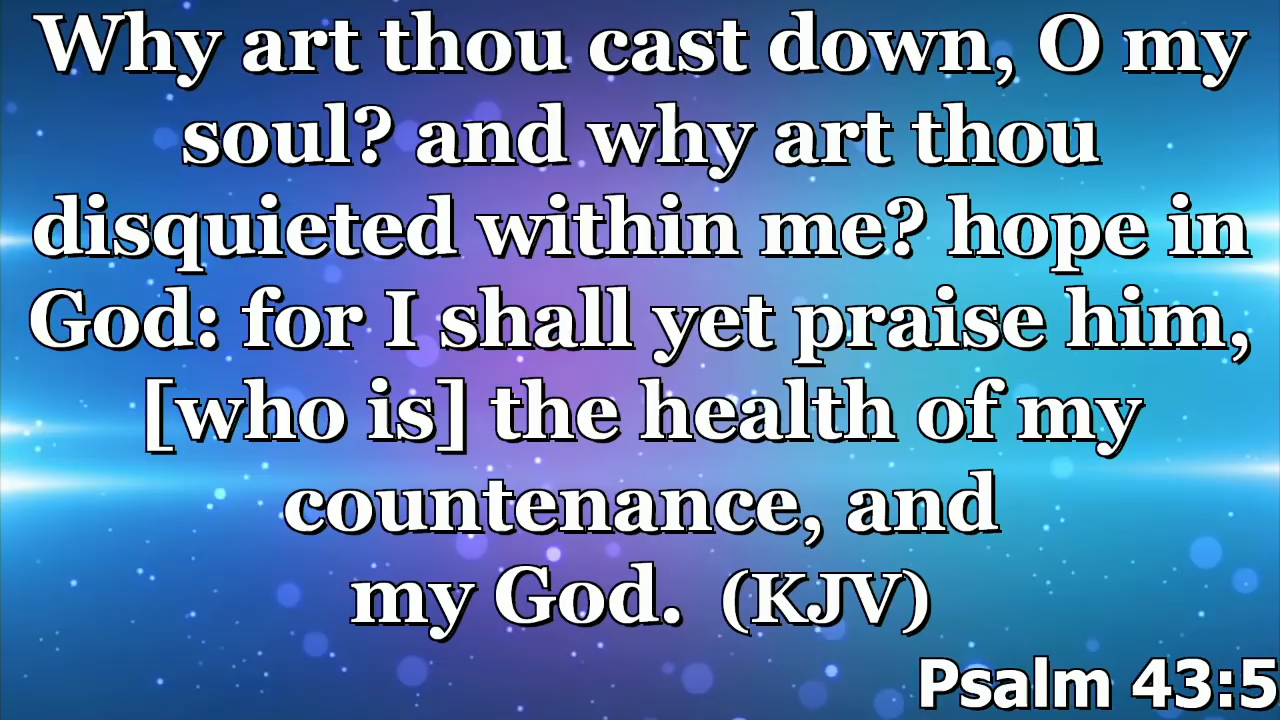 Why art thou cast down, O my
soul? and why art thou
disquieted within me? hope in
God: for I shall yet praise him,
[who is] the health of my
countenance, and
my God.  (KJV)
Psalm 43:5